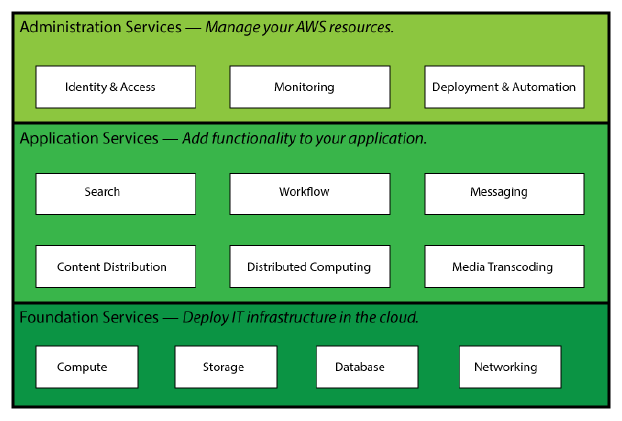 Administration Services — Manage your AWS resources.
Identity & Access
Monitoring
Deployment & Automation
Application Services — Add functionality to your application.
Search
Workflow
Messaging
Content Distribution
Distributed Computing
Media Transcoding
Foundation Services — Deploy IT infrastructure in the cloud.
Compute
Storage
Database
Networking